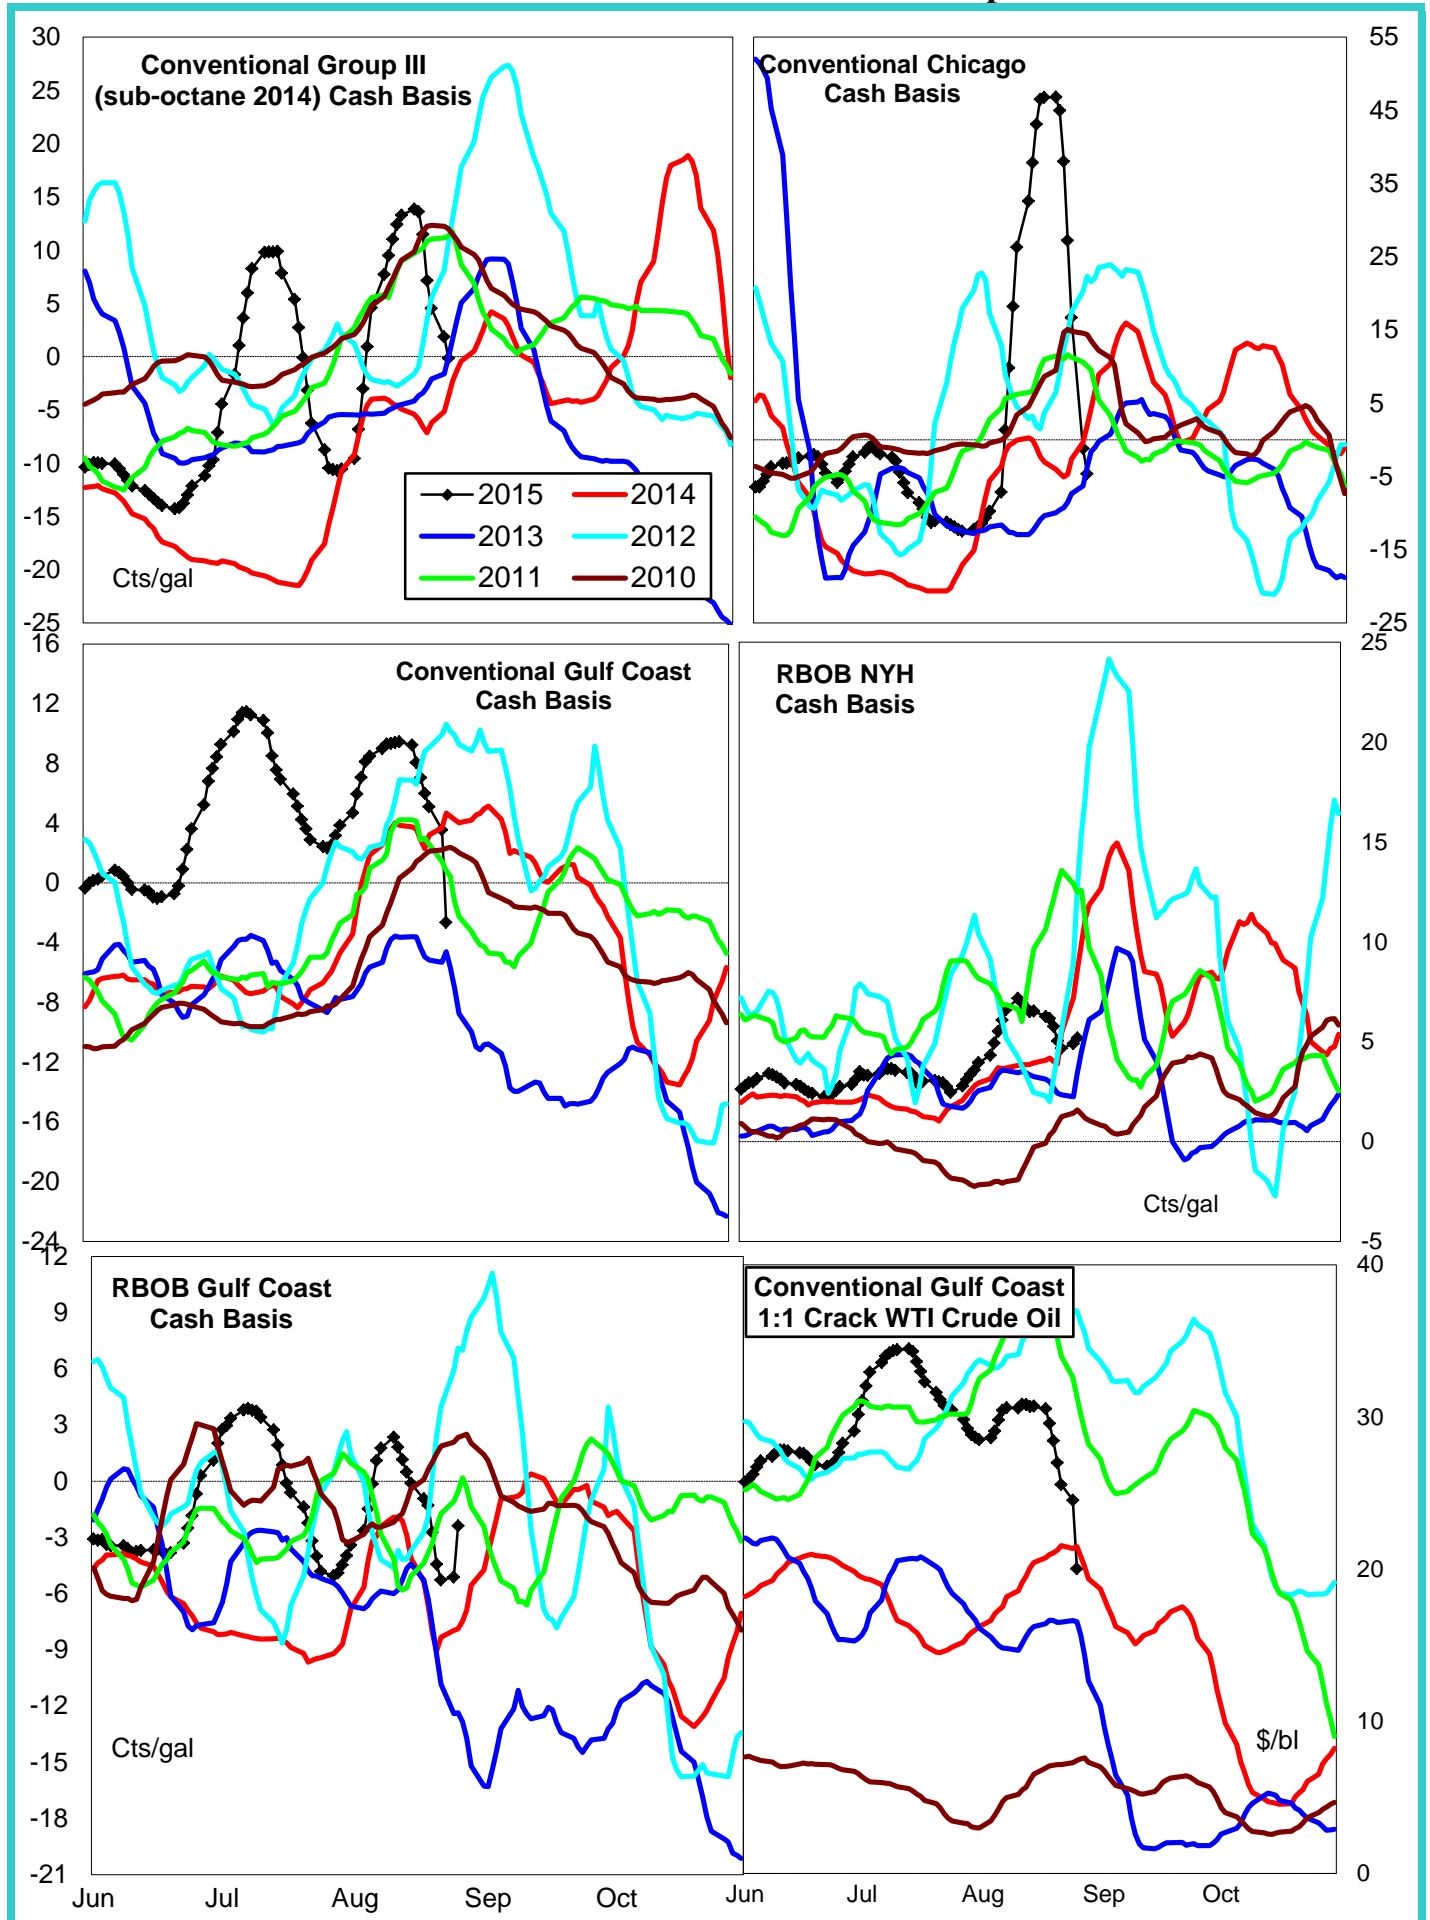 Conventional Group III
(sub-octane 2014) Cash Basis
30
25
20
15
10
5
0
-5
-10
-15
-20
-25
Cts/gal
2015
2014
2013
2012
2011
2010
Conventional Chicago
Cash Basis
55
45
35
25
15
5
-5
-15
-25
Conventional Gulf Coast
Cash Basis
16
12
8
4
0
-4
-8
-12
-16
-20
-24
RBOB NYH
Cash Basis
25
20
15
10
5
0
-5
Cts/gal
RBOB Gulf Coast
Cash Basis
12
9
6
3
0
-3
-6
-9
-12
-15
-18
-21
Cts/gal
Jun
Jul
Aug
Sep
Oct
Conventional Gulf Coast
1:1 Crack WTI Crude Oil
40
30
20
10
0
$/bl
Jun
Jul
Aug
Sep
Oct